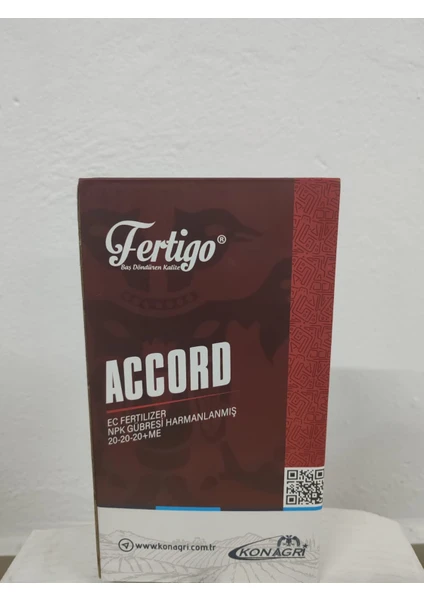 Fertigo®
Baş Döndüren Kalite
ACCORD
EC FERTILIZER
NPK GÜBRESİ HARMANLANMIŞ
20-20-20+ME
www.konagri.com.tr
KONAGRI